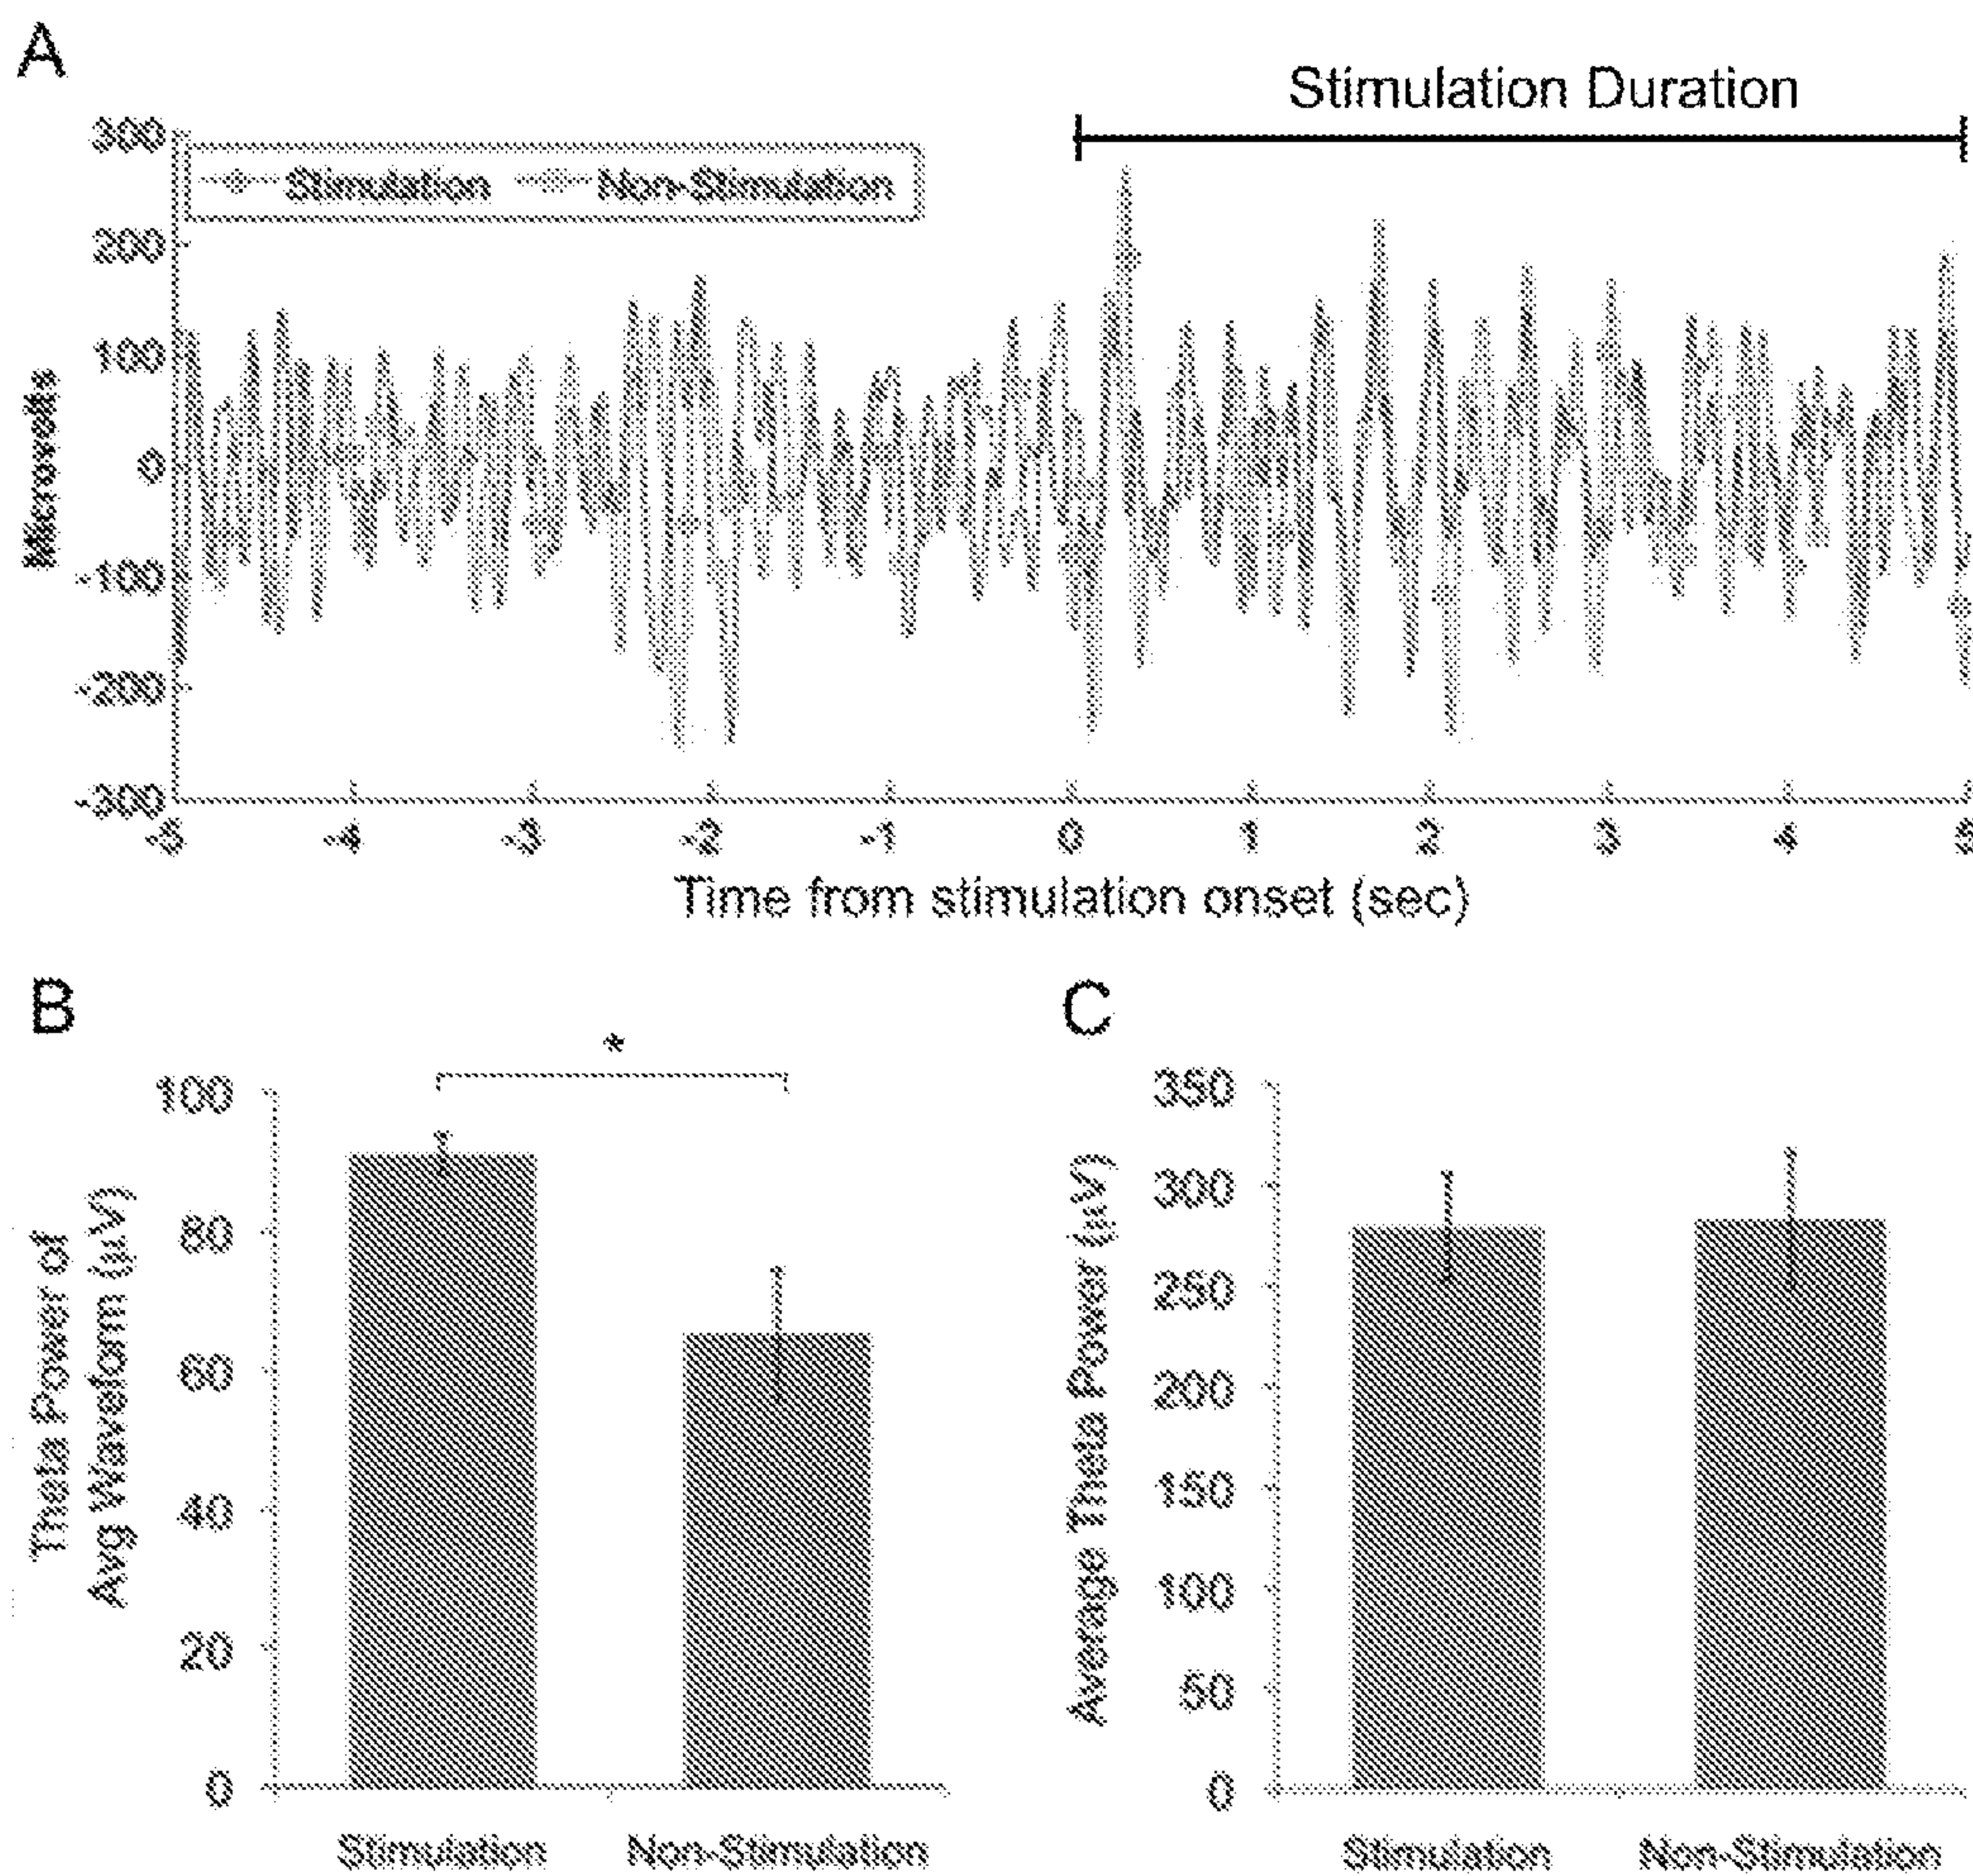 A
Stimulation Duration
300
Stimulation Non-Stimulation
200
100
Microvolts
0
-100
-200
-300
-5 -4 -3 -2 -1 0 1 2 3 4 5
Time from stimulation onset (sec)
B
*
100
80
60
40
20
0
Theta Power of
Avg Waveform (µV)
Stimulation Non-Stimulation
C
350
300
250
200
150
100
50
0
Average Theta Power (µV)
Stimulation Non-Stimulation